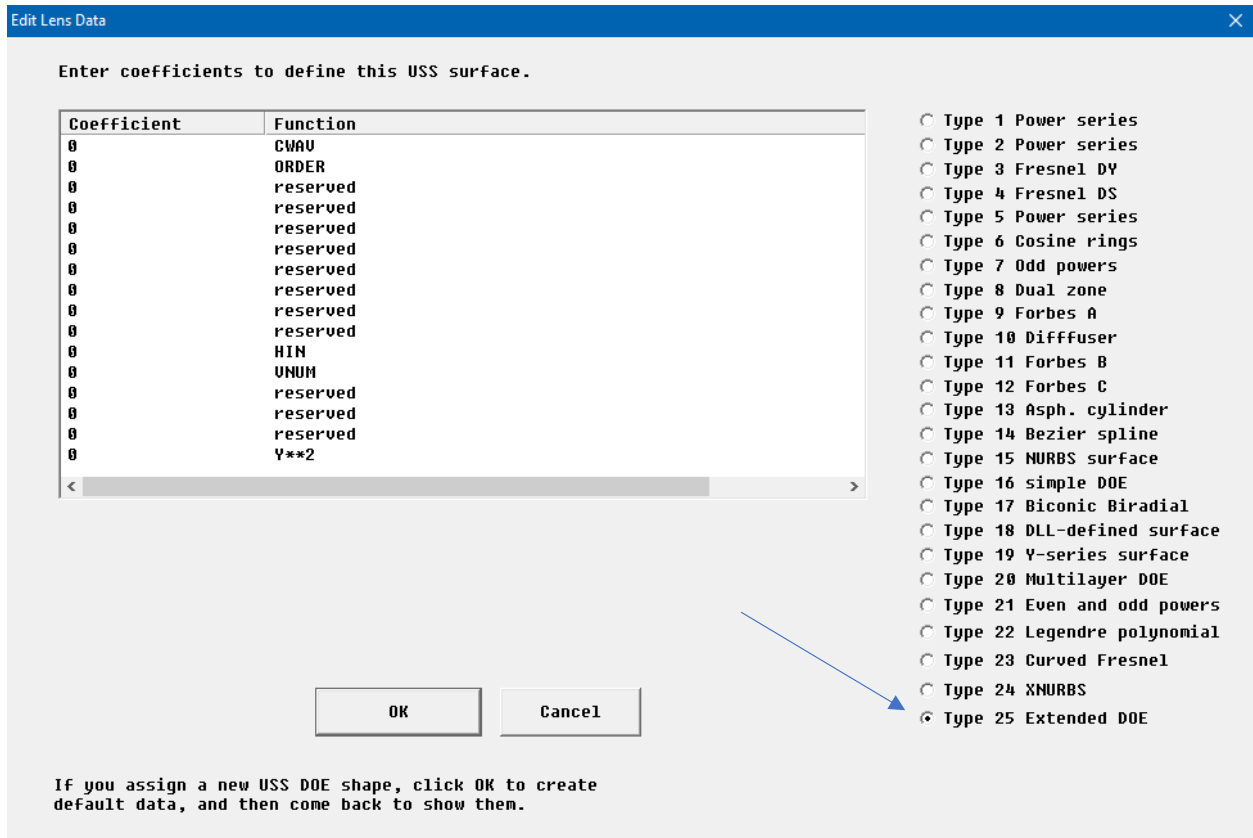 Edit Lens Data
Enter coefficients to define this USS surface.
Coefficient Function
0 CWAV
0 ORDER
0 reserved
0 reserved
0 reserved
0 reserved
0 reserved
0 reserved
0 reserved
0 reserved
0 HIN
0 VNUM
0 reserved
0 reserved
0 reserved
0 Y**2
Type 1 Power series
Type 2 Power series
Type 3 Fresnel DY
Type 4 Fresnel DS
Type 5 Power series
Type 6 Cosine rings
Type 7 Odd powers
Type 8 Dual zone
Type 9 Forbes A
Type 10 Difffuser
Type 11 Forbes B
Type 12 Forbes C
Type 13 Asph. cylinder
Type 14 Bezier spline
Type 15 NURBS surface
Type 16 simple DOE
Type 17 Biconic Biradial
Type 18 DLL-defined surface
Type 19 Y-series surface
Type 20 Multilayer DOE
Type 21 Even and odd powers
Type 22 Legendre polynomial
Type 23 Curved Fresnel
Type 24 XNURBS
Type 25 Extended DOE
OK Cancel
If you assign a new USS DOE shape, click OK to create
default data, and then come back to show them.